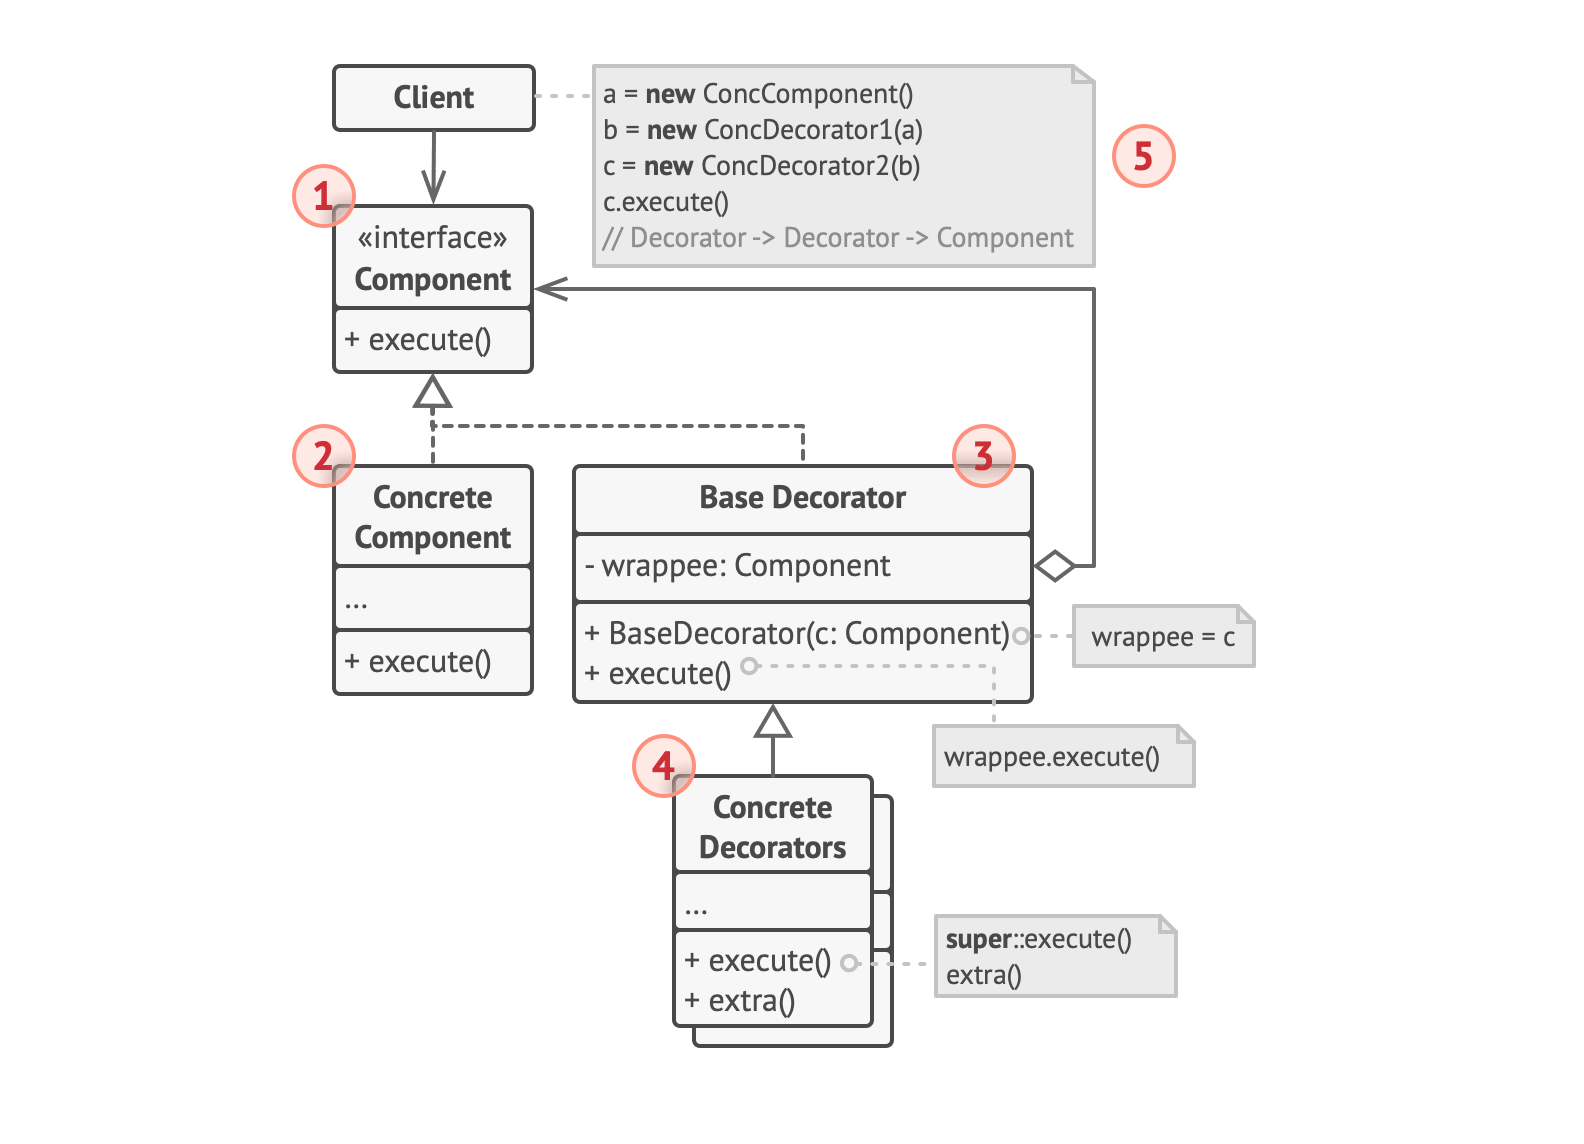 Client
a = new ConcComponent()
b = new ConcDecorator1(a)
c = new ConcDecorator2(b)
c.execute()
// Decorator -> Decorator -> Component
5
1
«interface»
Component
+ execute()
2
Concrete
Component
...
+ execute()
3
Base Decorator
- wrappee: Component
+ BaseDecorator(c: Component)
+ execute()
wrappee = c
wrappee.execute()
4
Concrete
Decorators
...
+ execute()
+ extra()
super::execute()
extra()